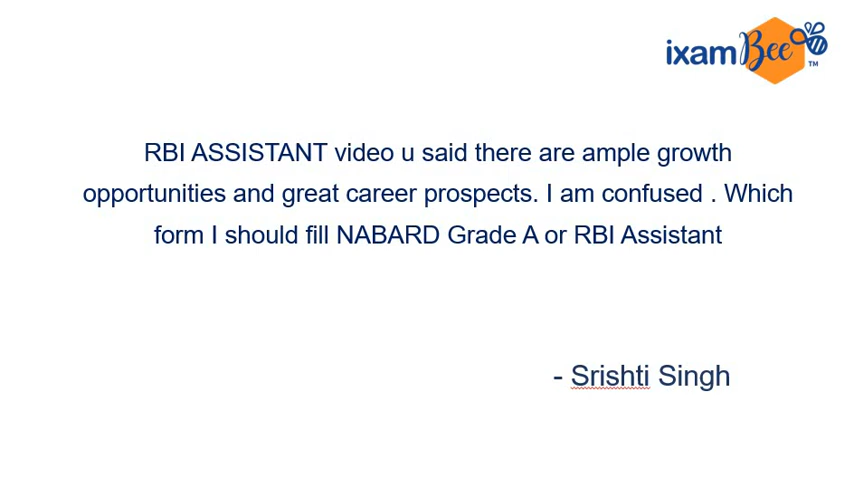 ixamBee™
RBI ASSISTANT video u said there are ample growth
opportunities and great career prospects. I am confused . Which
form I should fill NABARD Grade A or RBI Assistant
- Srishti Singh